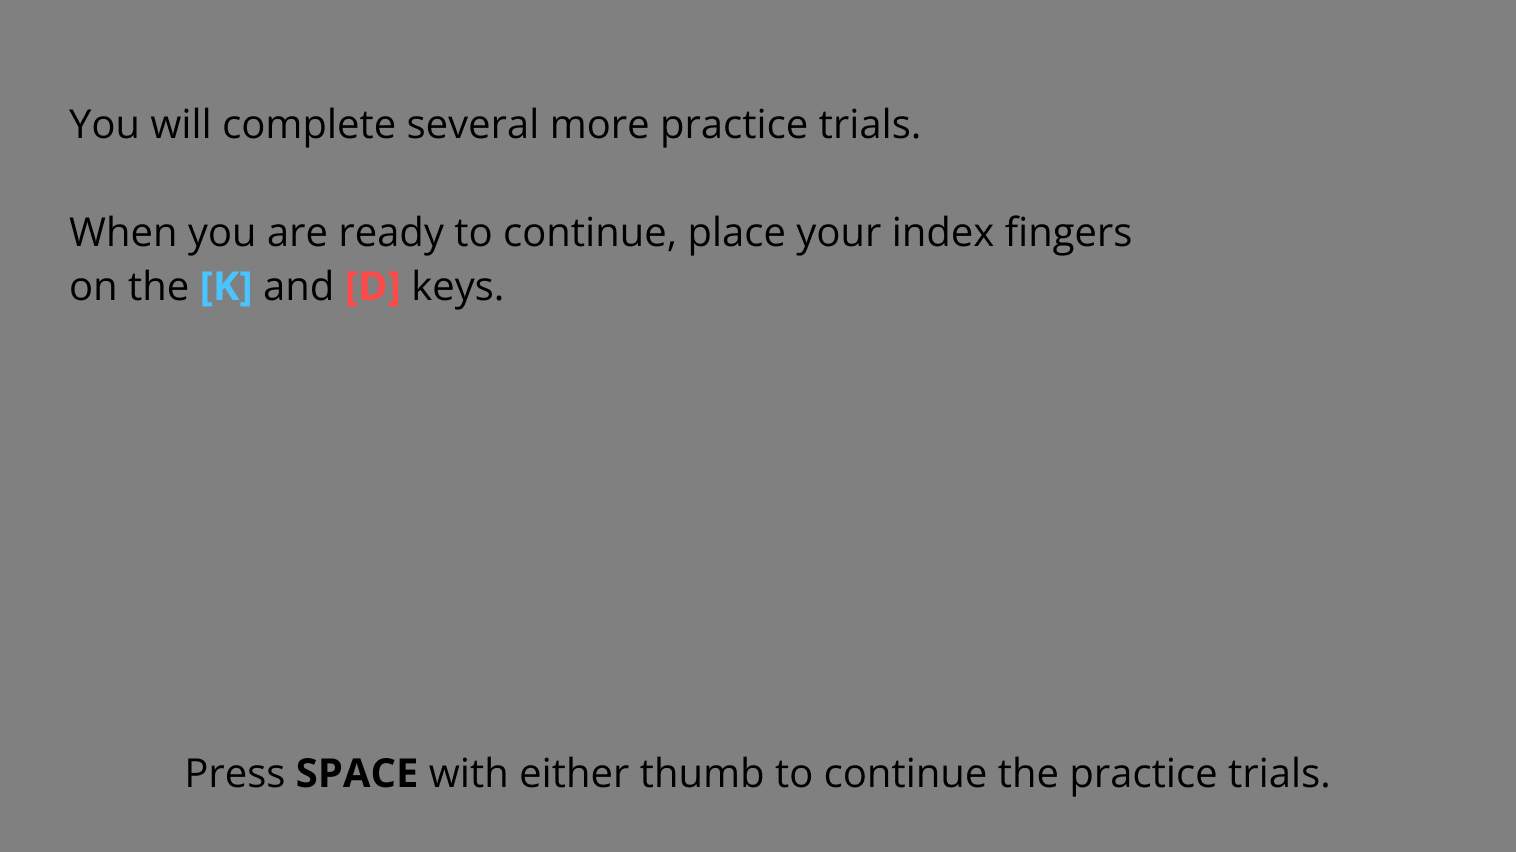 You will complete several more practice trials.
When you are ready to continue, place your index fingers
on the [K] and [D] keys.
Press SPACE with either thumb to continue the practice trials.